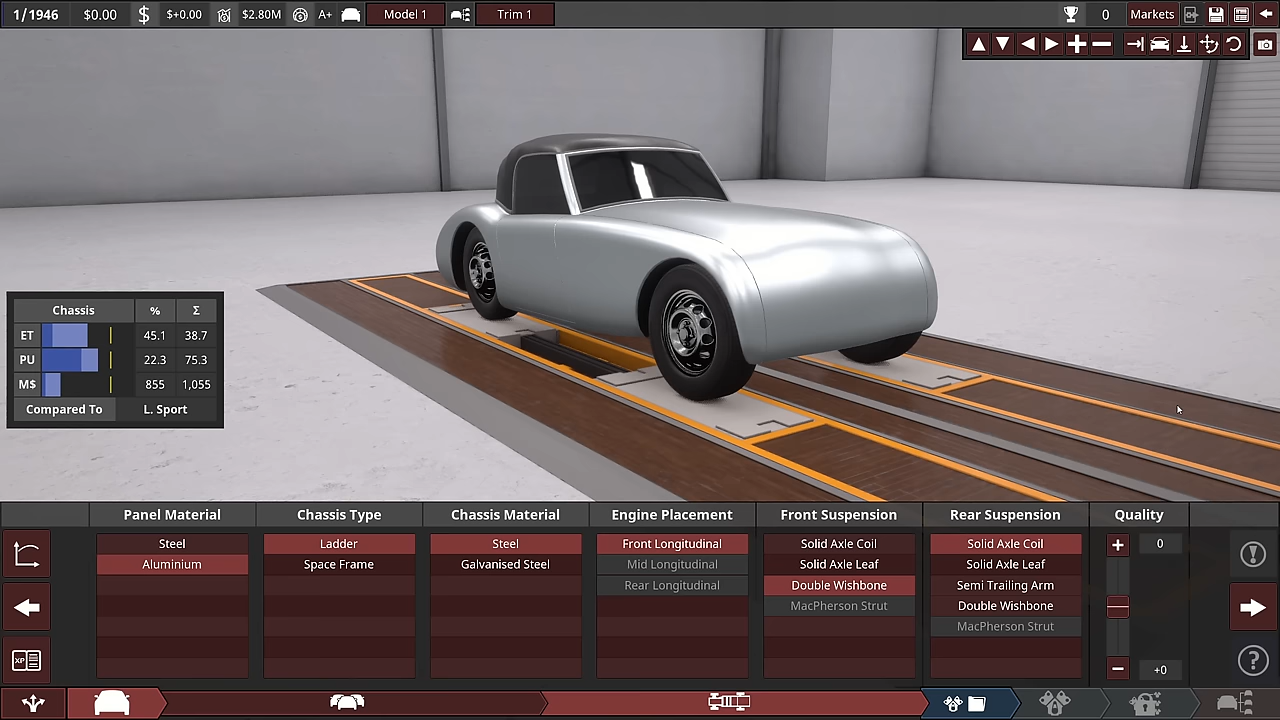 1/1946 $0.00 $ $+0.00 $2.80M A+ Model 1 Trim 1 0 Markets
Chassis % Σ
ET 45.1 38.7
PU 22.3 75.3
M$ 855 1,055
Compared To L. Sport
Panel Material Chassis Type Chassis Material Engine Placement Front Suspension Rear Suspension Quality
Steel Ladder Steel Front Longitudinal Solid Axle Coil Solid Axle Coil + 0
Aluminium Space Frame Galvanised Steel Mid Longitudinal Solid Axle Leaf Solid Axle Leaf
Rear Longitudinal Double Wishbone Semi Trailing Arm
MacPherson Strut Double Wishbone
MacPherson Strut
XP +0